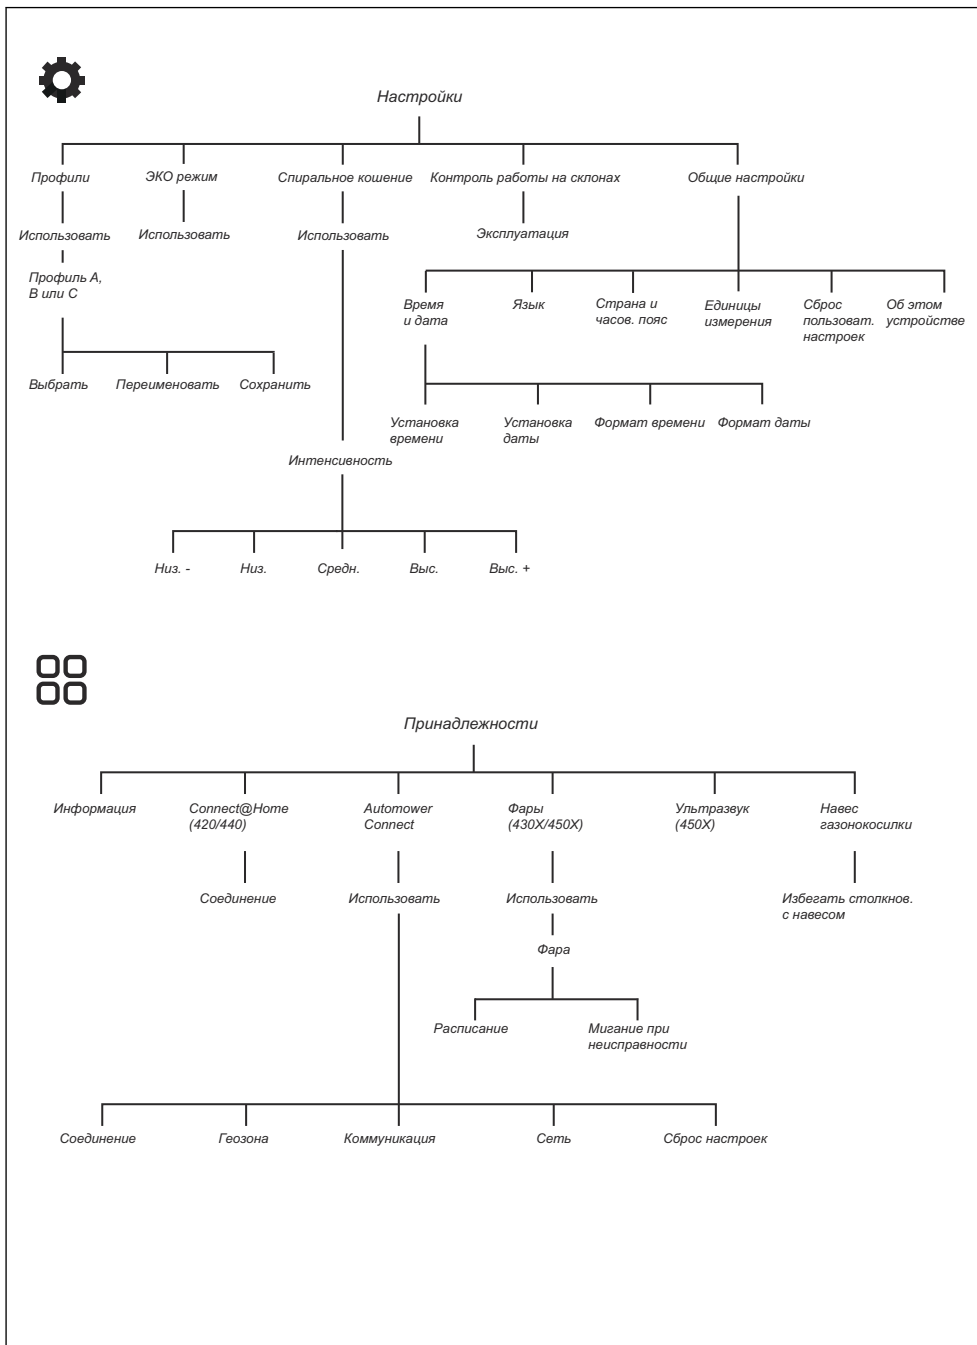 Настройки
Профили
ЭКО режим
Спиральное кошение
Контроль работы на склонах
Общие настройки
Использовать
Использовать
Использовать
Эксплуатация
Профиль A,
B или C
Время
и дата
Язык
Страна и
часов. пояс
Единицы
измерения
Сброс
пользоват.
настроек
Об этом
устройстве
Выбрать
Переименовать
Сохранить
Установка
времени
Установка
даты
Формат времени
Формат даты
Интенсивность
Низ. -
Низ.
Средн.
Выс.
Выс. +
Принадлежности
Информация
Connect@Home
(420/440)
Automower
Connect
Фары
(430X/450X)
Ультразвук
(450X)
Навес
газонокосилки
Соединение
Использовать
Использовать
Избегать столкнов.
с навесом
Фара
Расписание
Мигание при
неисправности
Соединение
Геозона
Коммуникация
Сеть
Сброс настроек